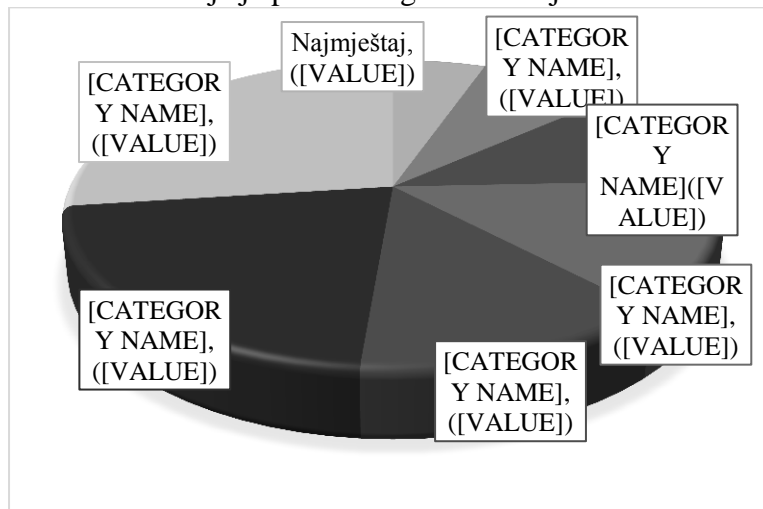 Najmještaj,
([VALUE])
[CATEGOR
Y NAME],
([VALUE])
[CATEGOR
Y NAME],
([VALUE])
[CATEGOR
Y
NAME]([V
ALUE])
[CATEGOR
Y NAME],
([VALUE])
[CATEGOR
Y NAME],
([VALUE])
[CATEGOR
Y NAME],
([VALUE])